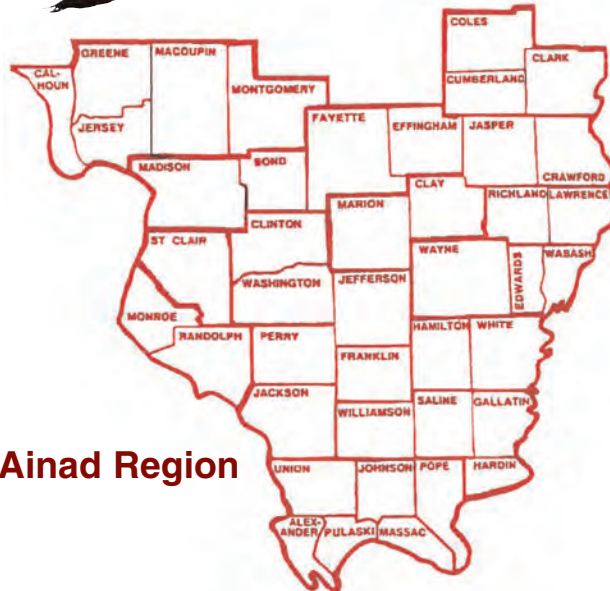 COLES
GREENE
MACOUPIN
CLARK
CAL-
HOUN
CUMBERLAND
MONTGOMERY
FAYETTE
EFFINGHAM
JASPER
JERSEY
BOND
MADISON
CRAWFORD
CLAY
RICHLAND
LAWRENCE
MARION
CLINTON
ST CLAIR
WAYNE
WABASH
EDWARDS
WASHINGTON
JEFFERSON
MONROE
HAMILTON
WHITE
RANDOLPH
PERRY
FRANKLIN
JACKSON
SALINE
GALLATIN
WILLIAMSON
Ainad Region
UNION
JOHNSON
POPE
HARDIN
ALEX-
ANDER
PULASKI
MASSAC